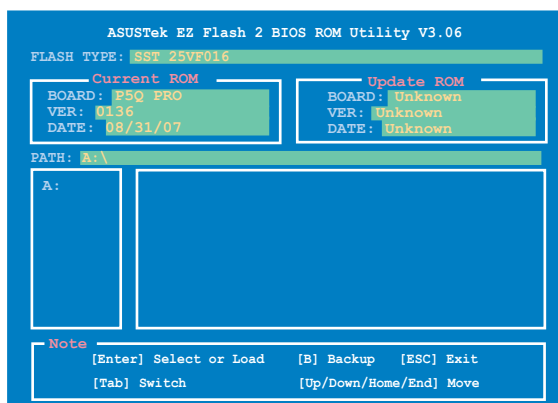 ASUSTek EZ Flash 2 BIOS ROM Utility V3.06
FLASH TYPE: SST 25VF016
Current ROM
BOARD: P5Q PRO
VER: 0136
DATE: 08/31/07
Update ROM
BOARD: Unknown
VER: Unknown
DATE: Unknown
PATH: A:\
A:
Note
[Enter] Select or Load [B] Backup [ESC] Exit
[Tab] Switch [Up/Down/Home/End] Move